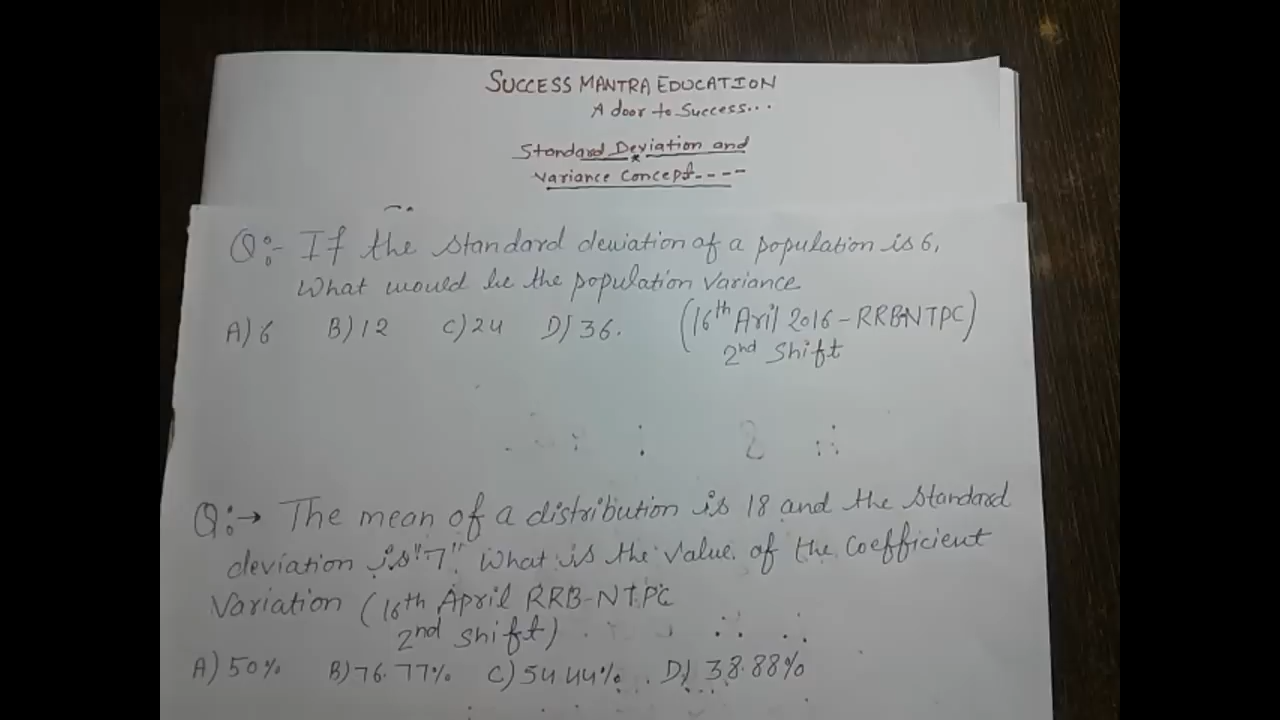 SUCCESS MANTRA EDUCATION
A door to Success...
Standard Deviation and
Variance Concept----
Q:- If the standard deviation of a population is 6,
What would be the population variance
A) 6 B) 12 C) 24 D) 36. (16th Aril 2016 - RRB-NTPC)
2nd Shift
Q:→ The mean of a distribution is 18 and the standard
deviation is "7". What is the value of the coefficient
Variation (16th April RRB-NTPC
2nd Shift)
A) 50% B) 76.77% C) 54.44% D) 38.88%